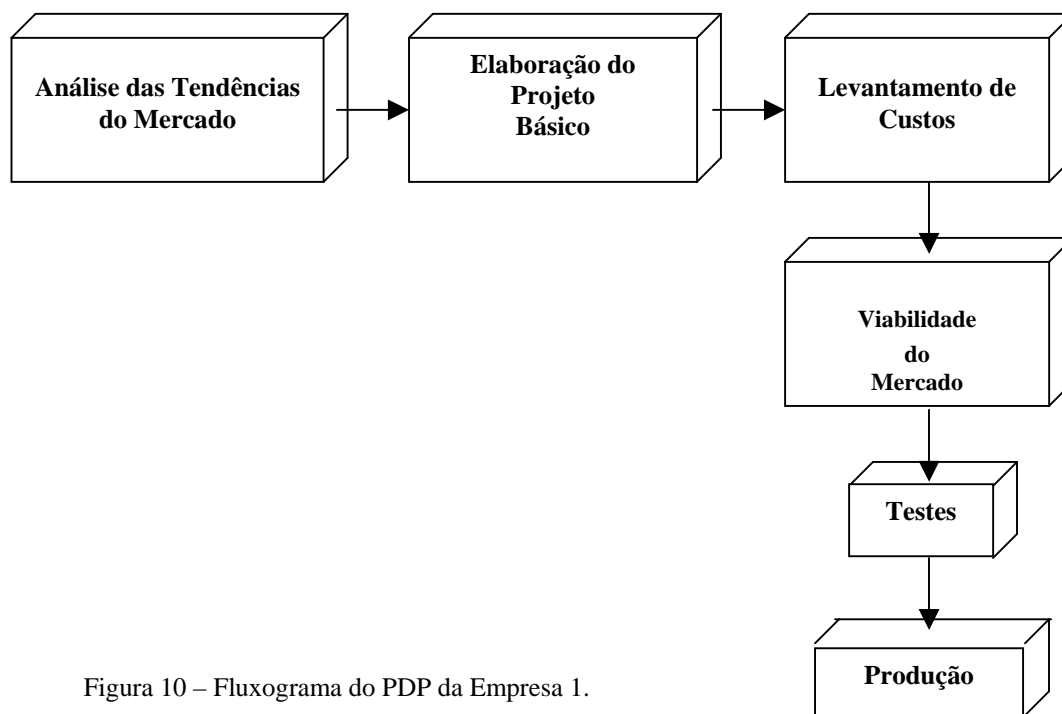 Análise das Tendências
do Mercado
Elaboração do
Projeto
Básico
Levantamento de
Custos
Viabilidade
do
Mercado
Testes
Produção
Figura 10 – Fluxograma do PDP da Empresa 1.